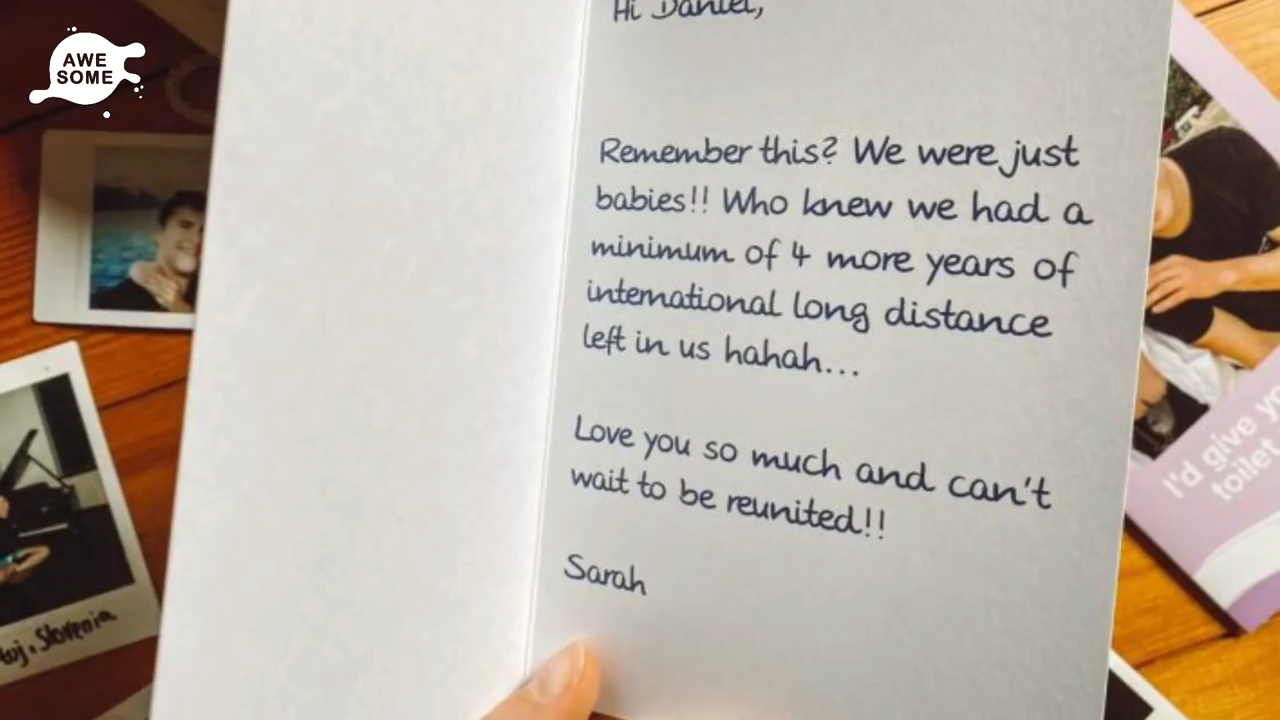 AWE
SOME
Hi Daniel,
Remember this? We were just
babies!! Who knew we had a
minimum of 4 more years of
international long distance
left in us hahah...
Love you so much and can't
wait to be reunited!!
Sarah
Slovenia
I'd give
toilet